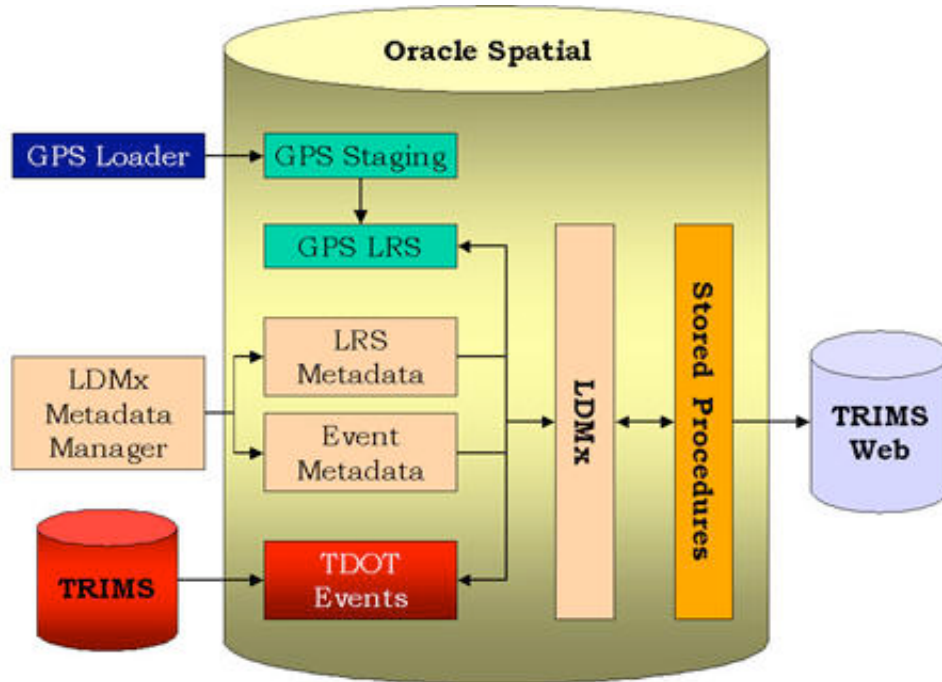 Oracle Spatial
GPS Loader
GPS Staging
GPS LRS
LRS
Metadata
LDMx
Metadata
Manager
Event
Metadata
TRIMS
TDOT
Events
LDMx
Stored Procedures
TRIMS
Web